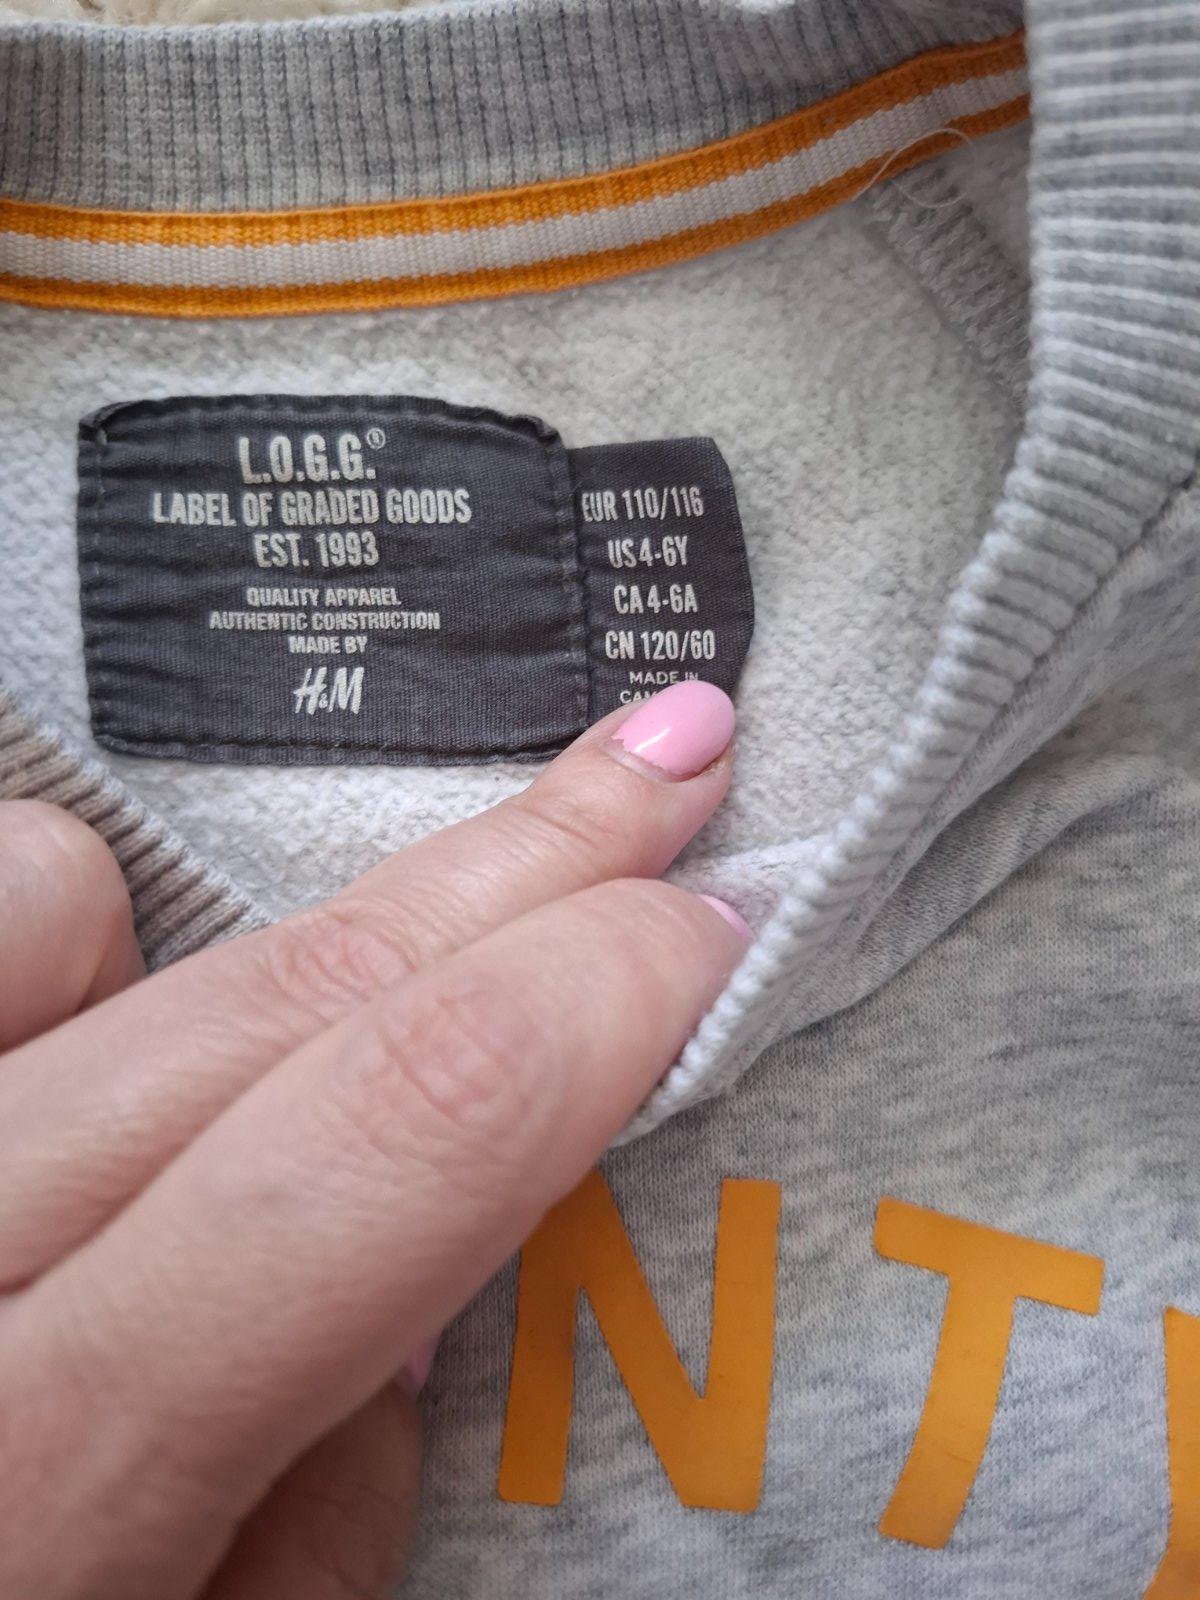 L.O.G.G.®
LABEL OF GRADED GOODS
EST. 1993
QUALITY APPAREL
AUTHENTIC CONSTRUCTION
MADE BY
H&M
EUR 110/116
US 4-6Y
CA 4-6A
CN 120/60
MADE IN
NT